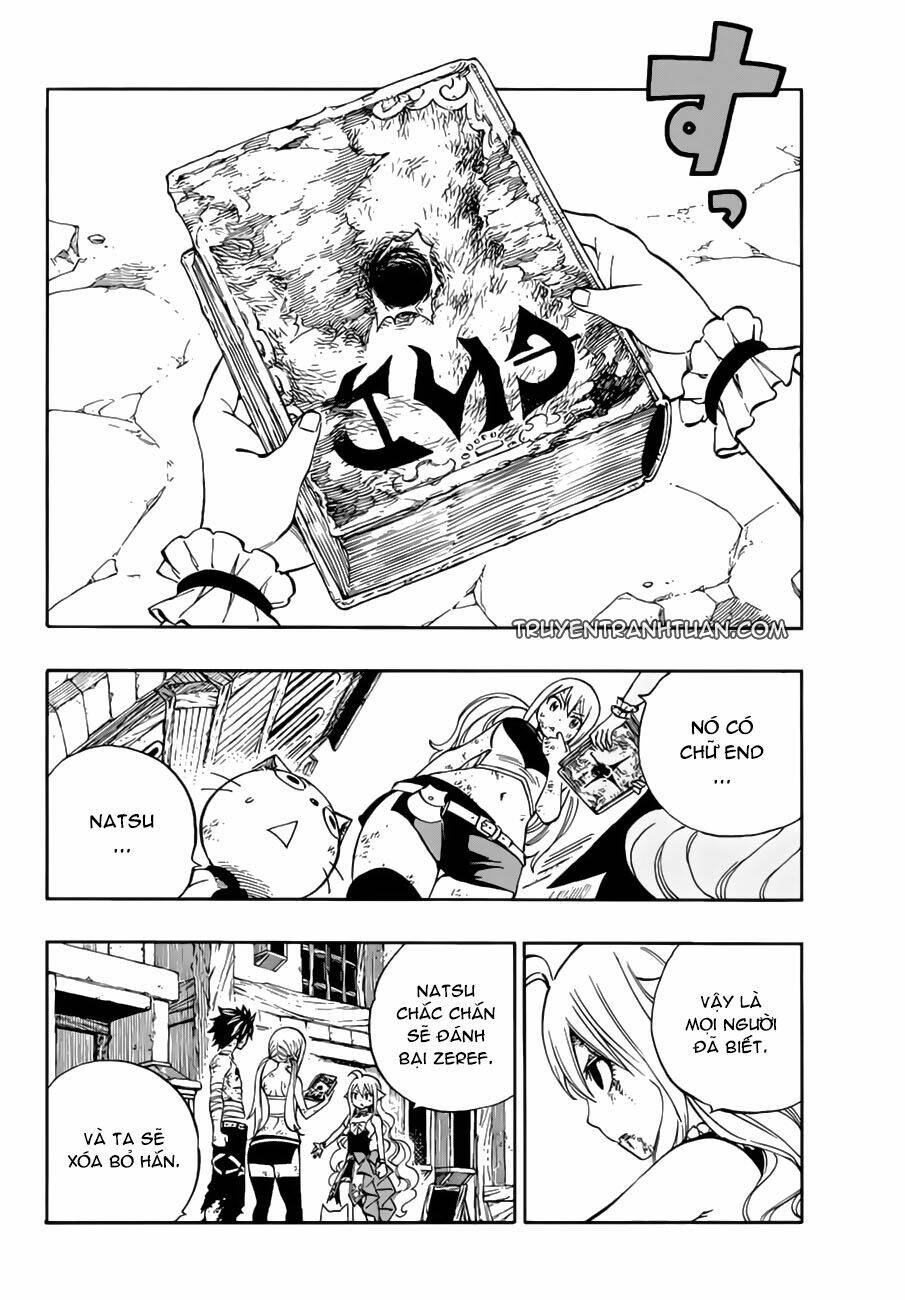 すっ
END
TRUYENTRANHTUAN.COM
NÓ CÓ
CHỮ END
...
NATSU
...
VẬY LÀ
MỌI NGƯỜI
ĐÃ BIẾT.
NATSU
CHẮC CHẮN
SẼ ĐÁNH
BẠI ZEREF.
VÀ TA SẼ
XÓA BỎ HẮN.